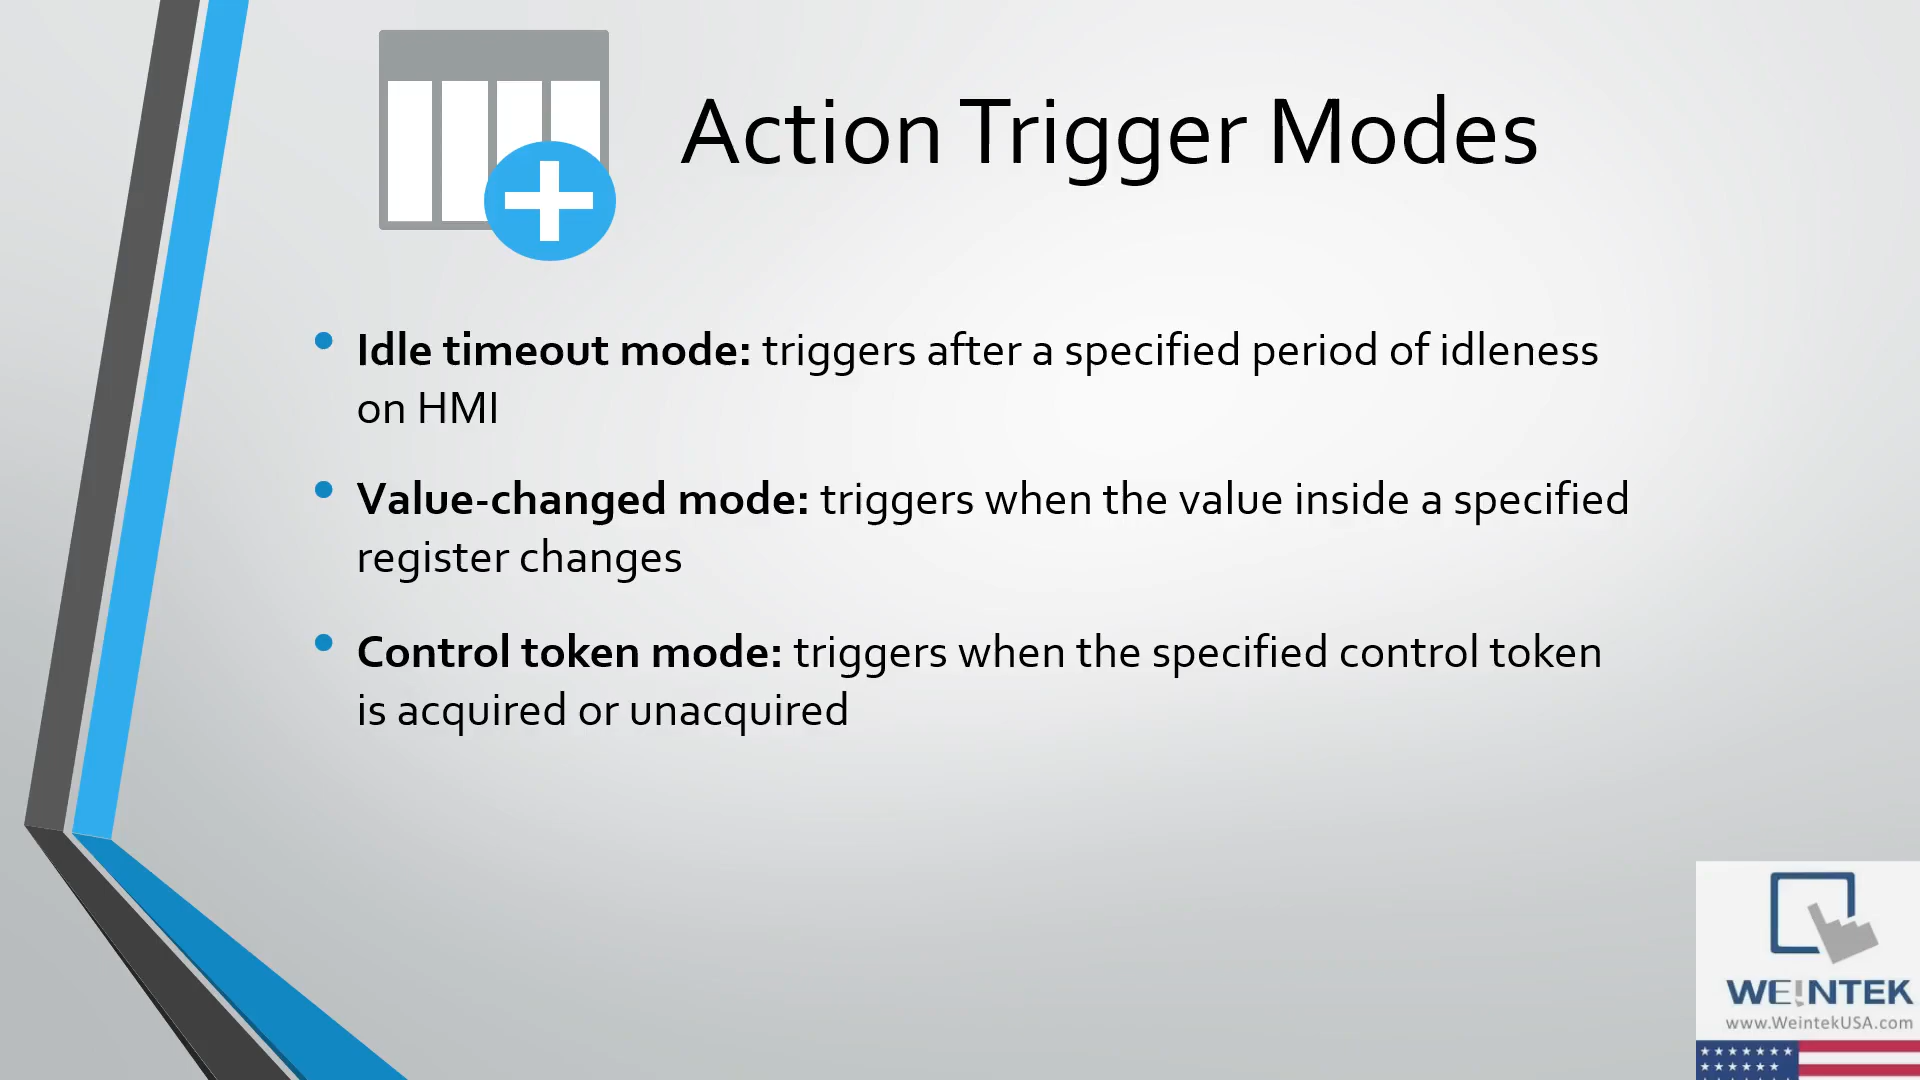 Action Trigger Modes
• Idle timeout mode: triggers after a specified period of idleness
on HMI
• Value-changed mode: triggers when the value inside a specified
register changes
• Control token mode: triggers when the specified control token
is acquired or unacquired
WEINTEK
www.WeintekUSA.com